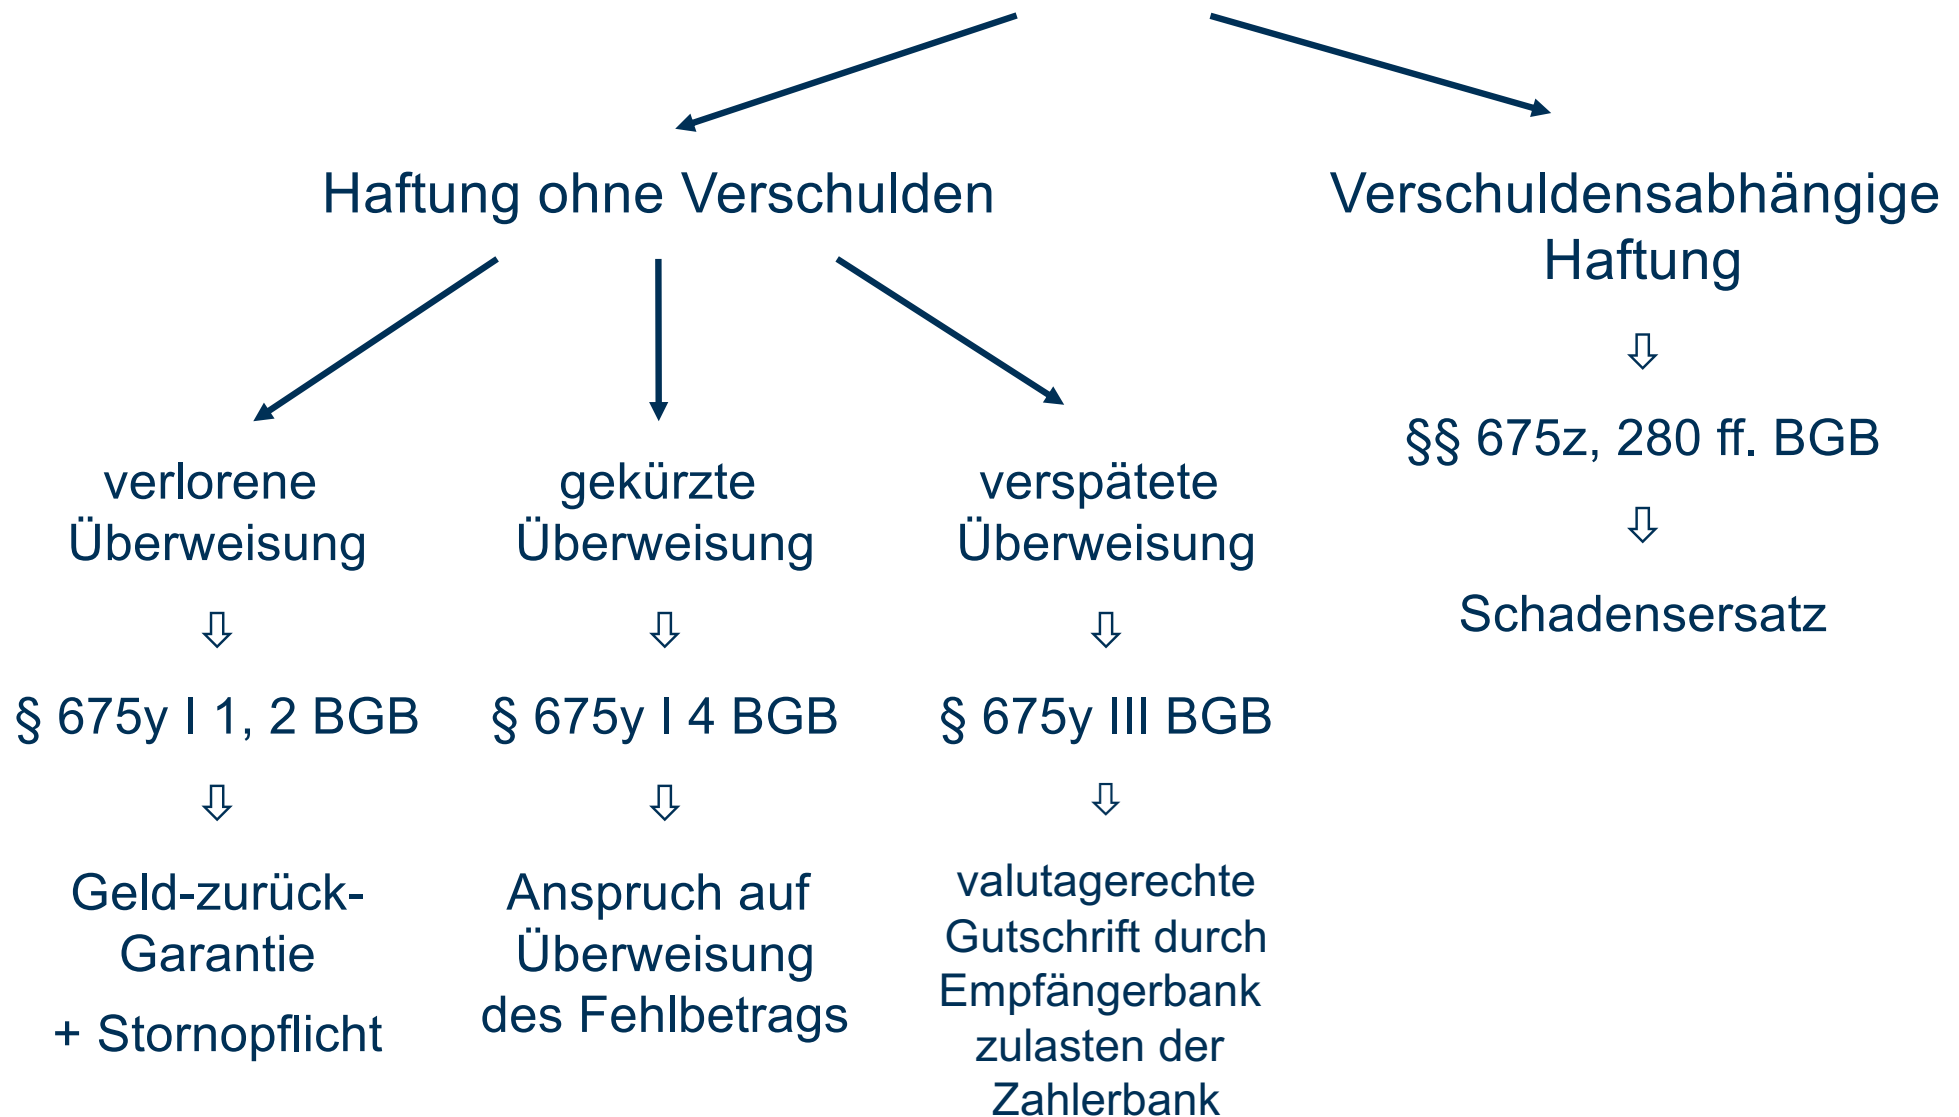 Haftung ohne Verschulden
Verschuldensabhängige
Haftung
verlorene
Überweisung
§ 675y I 1, 2 BGB
Geld-zurück-
Garantie
+ Stornopflicht
gekürzte
Überweisung
§ 675y I 4 BGB
Anspruch auf
Überweisung
des Fehlbetrags
verspätete
Überweisung
§ 675y III BGB
valutagerechte
Gutschrift durch
Empfängerbank
zulasten der
Zahlerbank
§§ 675z, 280 ff. BGB
Schadensersatz